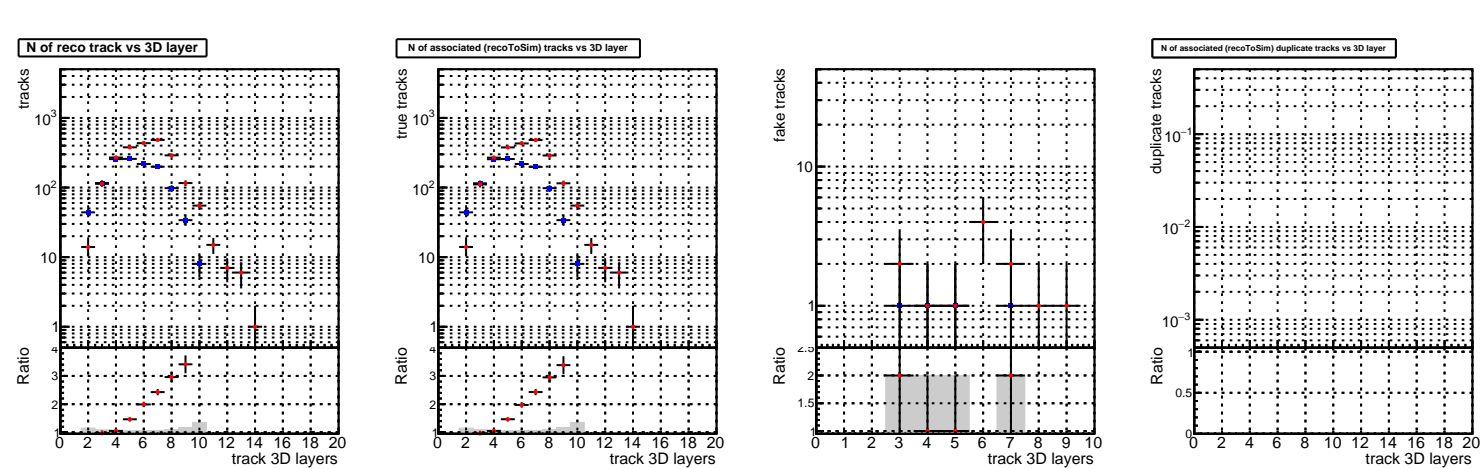 N of reco track vs 3D layer
tracks
10³
10²
10
1
Ratio
4
3
2
1
0 2 4 6 8 10 12 14 16 18 20
track 3D layers
N of associated (recoToSim) tracks vs 3D layer
true tracks
10³
10²
10
1
Ratio
4
3
2
1
0 2 4 6 8 10 12 14 16 18 20
track 3D layers
fake tracks
10
1
Ratio
2.5
2
1.5
1
0 1 2 3 4 5 6 7 8 9 10
track 3D layers
N of associated (recoToSim) duplicate tracks vs 3D layer
duplicate tracks
10⁻¹
10⁻²
10⁻³
Ratio
1
0.5
0
0 2 4 6 8 10 12 14 16 18 20
track 3D layers